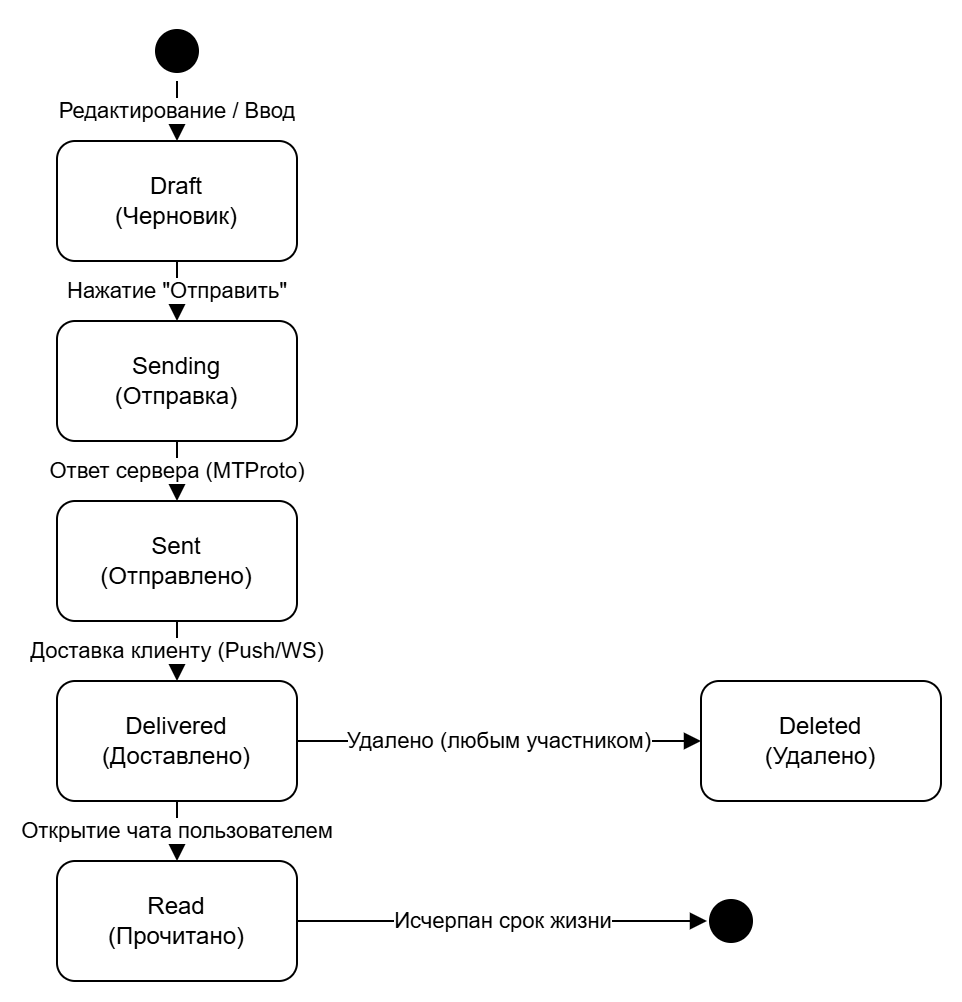 Редактирование / Ввод
Draft
(Черновик)
Нажатие "Отправить"
Sending
(Отправка)
Ответ сервера (MTProto)
Sent
(Отправлено)
Доставка клиенту (Push/WS)
Delivered
(Доставлено)
Удалено (любым участником)
Deleted
(Удалено)
Открытие чата пользователем
Read
(Прочитано)
Исчерпан срок жизни